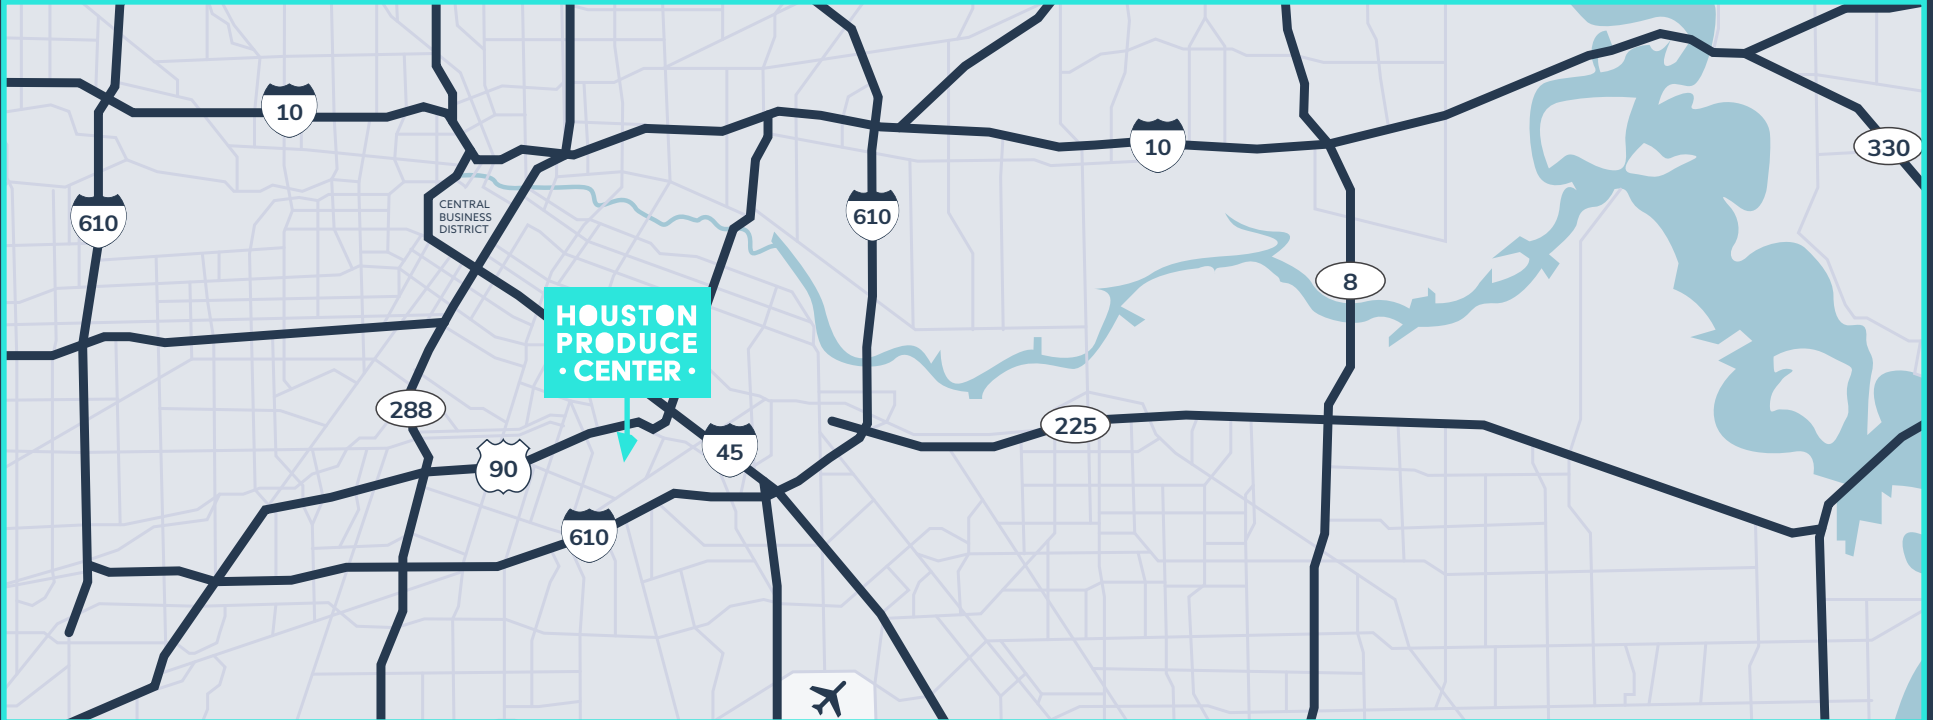 10
10
330
610
CENTRAL
BUSINESS
DISTRICT
610
8
HOUSTON
PRODUCE
• CENTER •
288
225
45
90
610